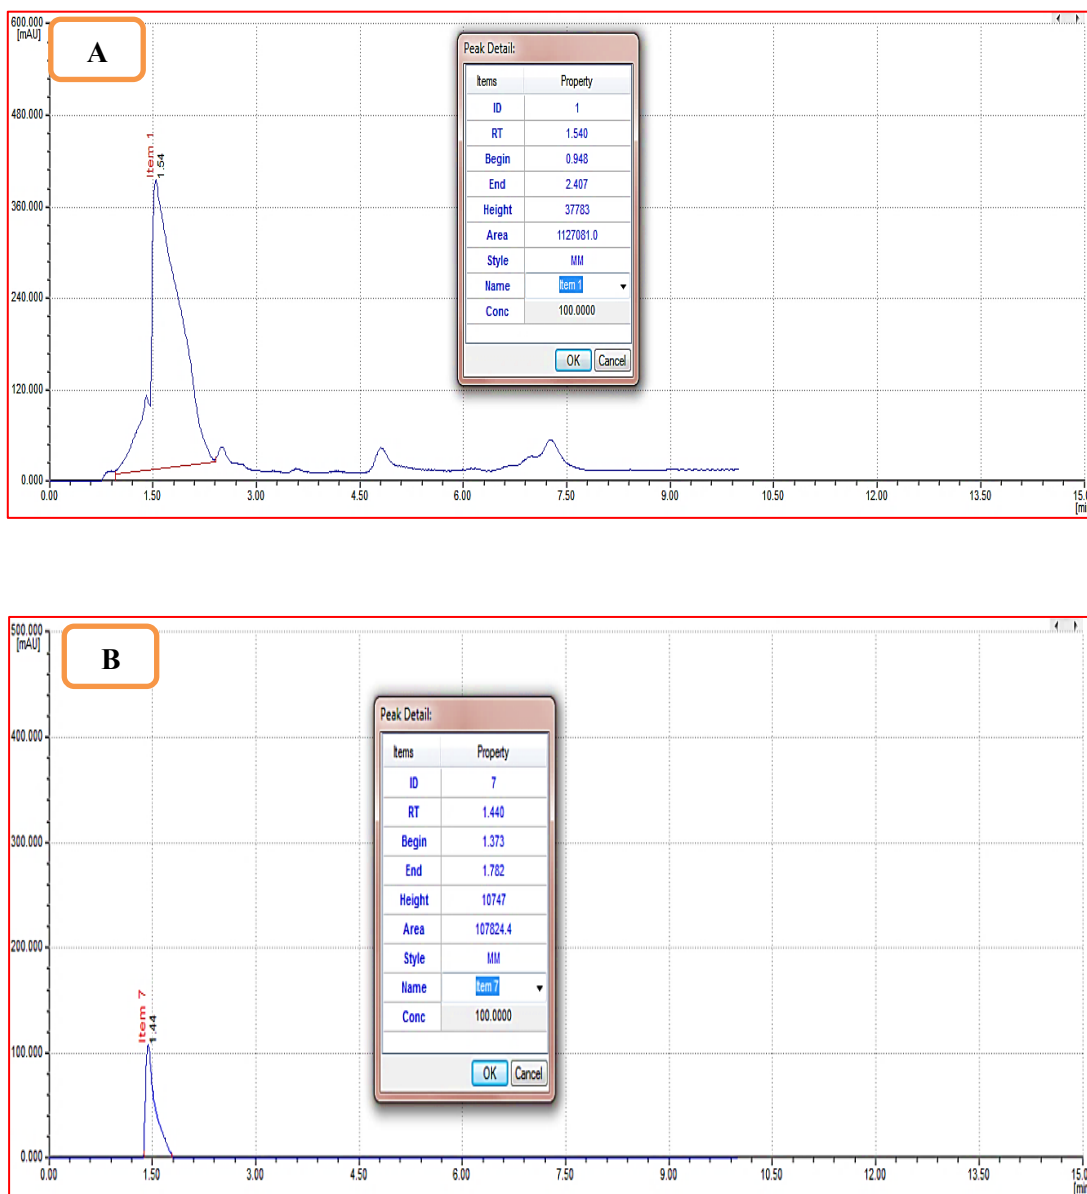 600.000
[mAU]
A
480.000
360.000
240.000
120.000
0.000
Item 1
1.54
Peak Detail:
Items Property
ID 1
RT 1.540
Begin 0.948
End 2.407
Height 37783
Area 1127081.0
Style MM
Name Item 1
Conc 100.0000
OK Cancel
0.00 1.50 3.00 4.50 6.00 7.50 9.00 10.50 12.00 13.50 15.0
[mi
500.000
[mAU]
B
400.000
300.000
200.000
100.000
0.000
Item 7
1.44
Peak Detail:
Items Property
ID 7
RT 1.440
Begin 1.373
End 1.782
Height 10747
Area 107824.4
Style MM
Name Item 7
Conc 100.0000
OK Cancel
0.00 1.50 3.00 4.50 6.00 7.50 9.00 10.50 12.00 13.50 15.0
[mi